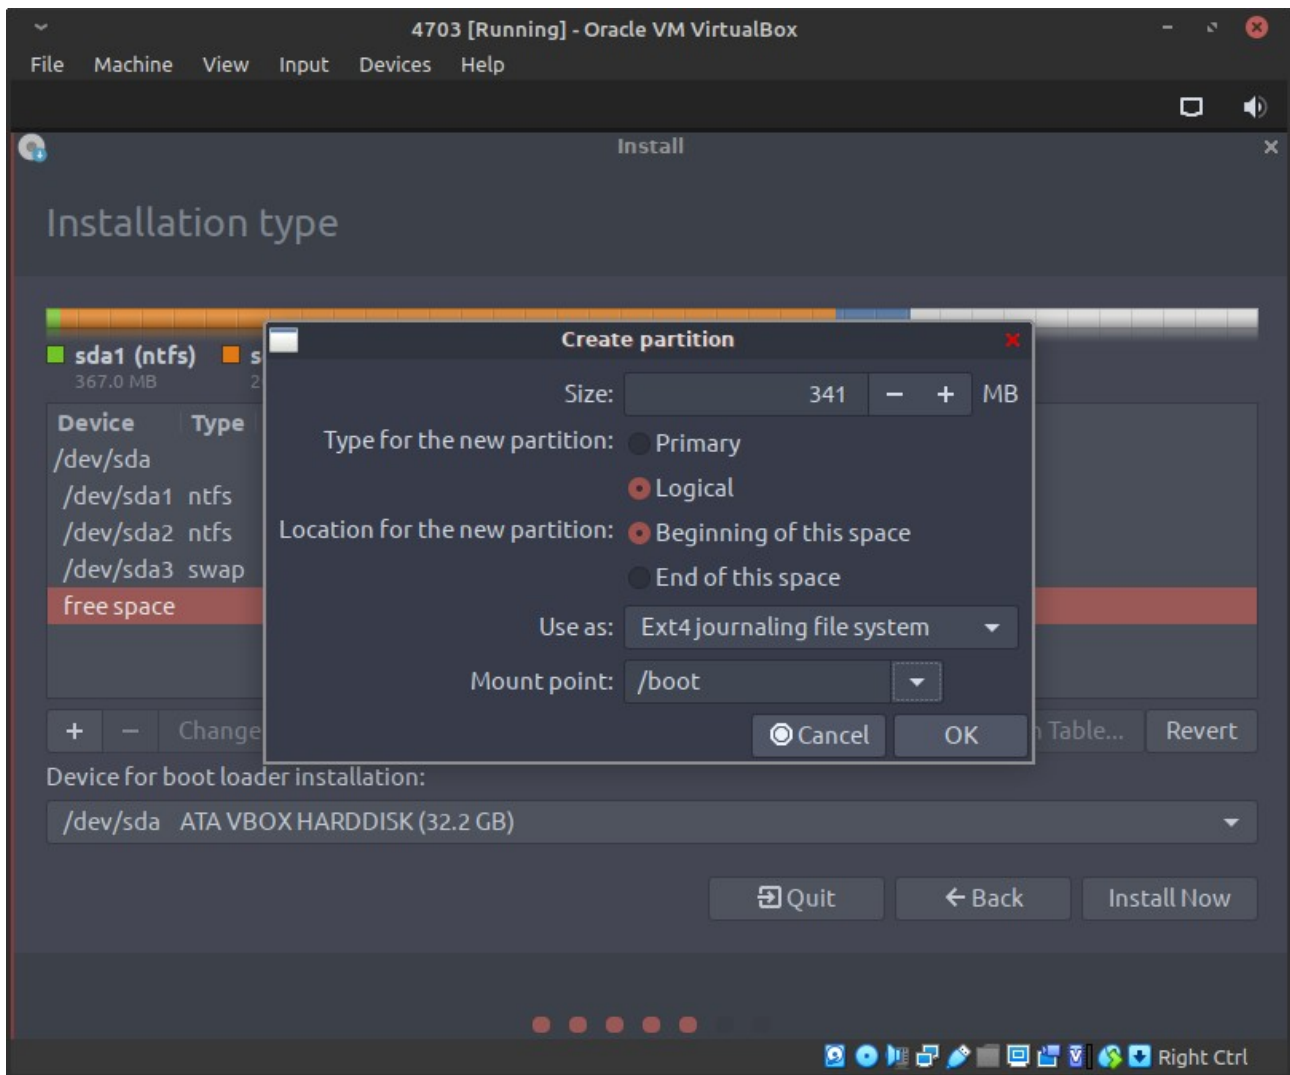 4703 [Running] - Oracle VM VirtualBox
File Machine View Input Devices Help
Install
Installation type
Create partition
sda1 (ntfs) s
367.0 MB 2
Size: 341 − + MB
Device Type
Type for the new partition: Primary
/dev/sda
Logical
/dev/sda1 ntfs
Location for the new partition: Beginning of this space
/dev/sda2 ntfs
/dev/sda3 swap
End of this space
free space
Use as: Ext4 journaling file system
Mount point: /boot
+ − Change
Cancel OK
Table... Revert
Device for boot loader installation:
/dev/sda ATA VBOX HARDDISK (32.2 GB)
Quit Back Install Now
Right Ctrl